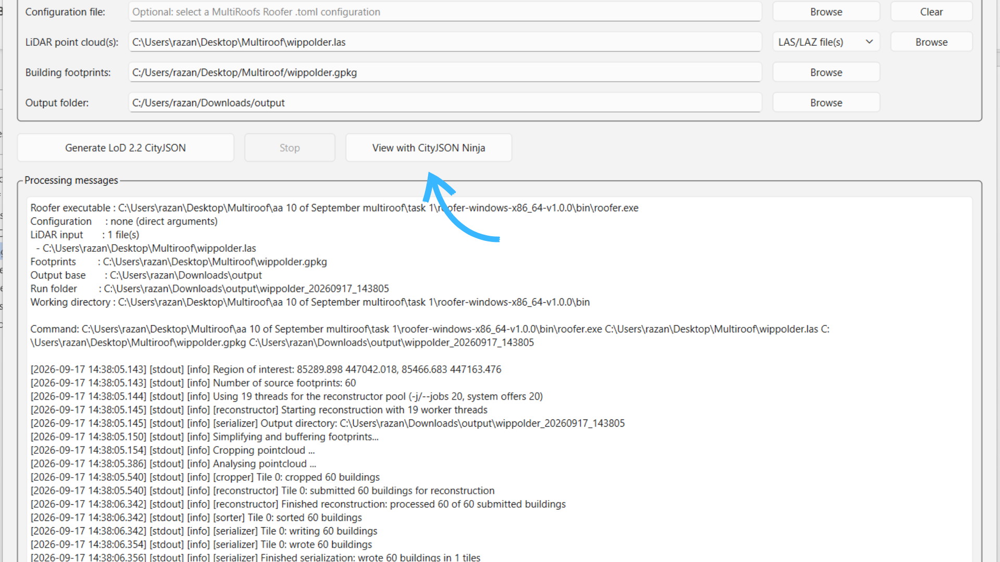 Configuration file: Optional: select a MultiRoofs Roofer .toml configuration Browse Clear
LiDAR point cloud(s): C:\Users\razan\Desktop\Multiroof\wippolder.las LAS/LAZ file(s) Browse
Building footprints: C:/Users/razan/Desktop/Multiroof/wippolder.gpkg Browse
Output folder: C:/Users/razan/Downloads/output Browse
Generate LoD 2.2 CityJSON Stop View with CityJSON Ninja
Processing messages
Roofer executable : C:\Users\razan\Desktop\Multiroof\aa 10 of September multiroof\task 1\roofer-windows-x86_64-v1.0.0\bin\roofer.exe
Configuration : none (direct arguments)
LiDAR input : 1 file(s)
- C:\Users\razan\Desktop\Multiroof\wippolder.las
Footprints : C:\Users\razan\Desktop\Multiroof\wippolder.gpkg
Output base : C:\Users\razan\Downloads\output
Run folder : C:\Users\razan\Downloads\output\wippolder_20260917_143805
Working directory : C:\Users\razan\Desktop\Multiroof\aa 10 of September multiroof\task 1\roofer-windows-x86_64-v1.0.0\bin
Command: C:\Users\razan\Desktop\Multiroof\aa 10 of September multiroof\task 1\roofer-windows-x86_64-v1.0.0\bin\roofer.exe C:\Users\razan\Desktop\Multiroof\wippolder.las C:
\Users\razan\Desktop\Multiroof\wippolder.gpkg C:\Users\razan\Downloads\output\wippolder_20260917_143805
[2026-09-17 14:38:05.143] [stdout] [info] Region of interest: 85289.898 447042.018, 85466.683 447163.476
[2026-09-17 14:38:05.143] [stdout] [info] Number of source footprints: 60
[2026-09-17 14:38:05.144] [stdout] [info] Using 19 threads for the reconstructor pool (-j/--jobs 20, system offers 20)
[2026-09-17 14:38:05.145] [stdout] [info] [reconstructor] Starting reconstruction with 19 worker threads
[2026-09-17 14:38:05.145] [stdout] [info] [serializer] Output directory: C:\Users\razan\Downloads\output\wippolder_20260917_143805
[2026-09-17 14:38:05.150] [stdout] [info] Simplifying and buffering footprints...
[2026-09-17 14:38:05.154] [stdout] [info] Cropping pointcloud ...
[2026-09-17 14:38:05.386] [stdout] [info] Analysing pointcloud ...
[2026-09-17 14:38:05.540] [stdout] [info] [cropper] Tile 0: cropped 60 buildings
[2026-09-17 14:38:05.540] [stdout] [info] [reconstructor] Tile 0: submitted 60 buildings for reconstruction
[2026-09-17 14:38:06.342] [stdout] [info] [reconstructor] Finished reconstruction: processed 60 of 60 submitted buildings
[2026-09-17 14:38:06.342] [stdout] [info] [sorter] Tile 0: sorted 60 buildings
[2026-09-17 14:38:06.342] [stdout] [info] [serializer] Tile 0: writing 60 buildings
[2026-09-17 14:38:06.354] [stdout] [info] [serializer] Tile 0: wrote 60 buildings
[2026-09-17 14:38:06.356] [stdout] [info] [serializer] Finished serialization: wrote 60 buildings in 1 tiles